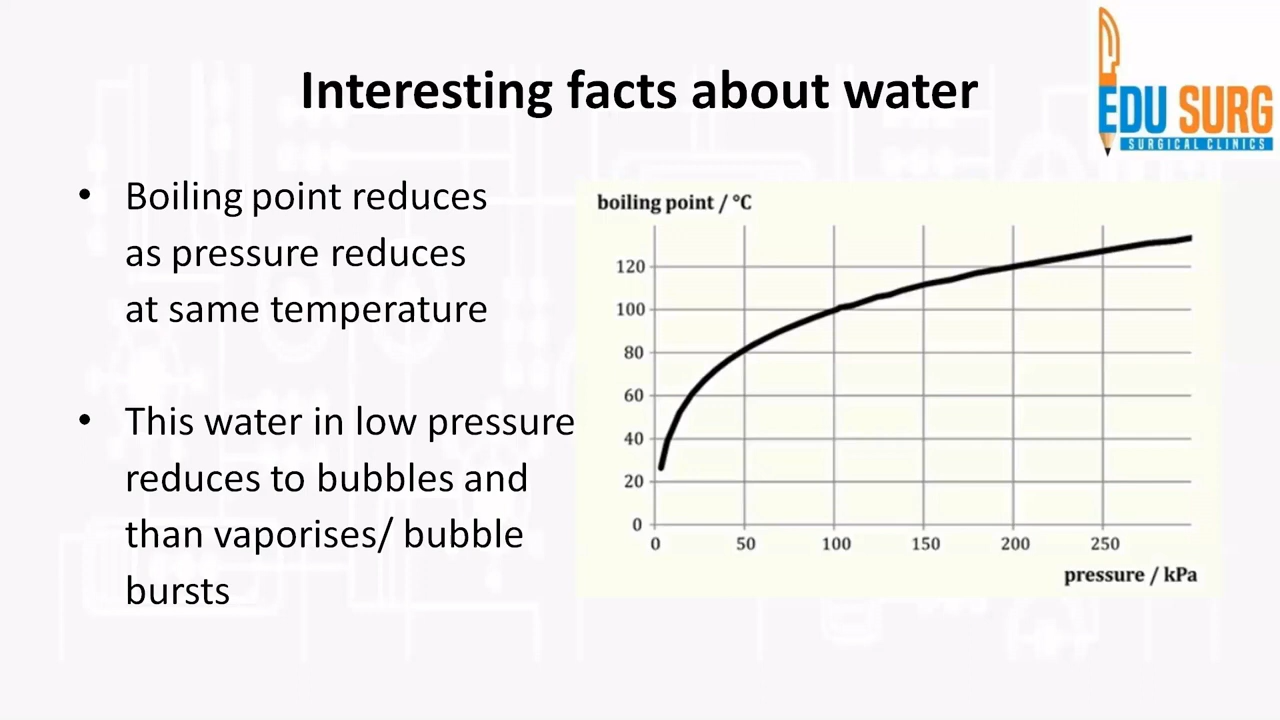 Interesting facts about water
EDU SURG
SURGICAL CLINICS
• Boiling point reduces
as pressure reduces
at same temperature
• This water in low pressure
reduces to bubbles and
than vaporises/ bubble
bursts
boiling point / °C
120
100
80
60
40
20
0
0 50 100 150 200 250
pressure / kPa